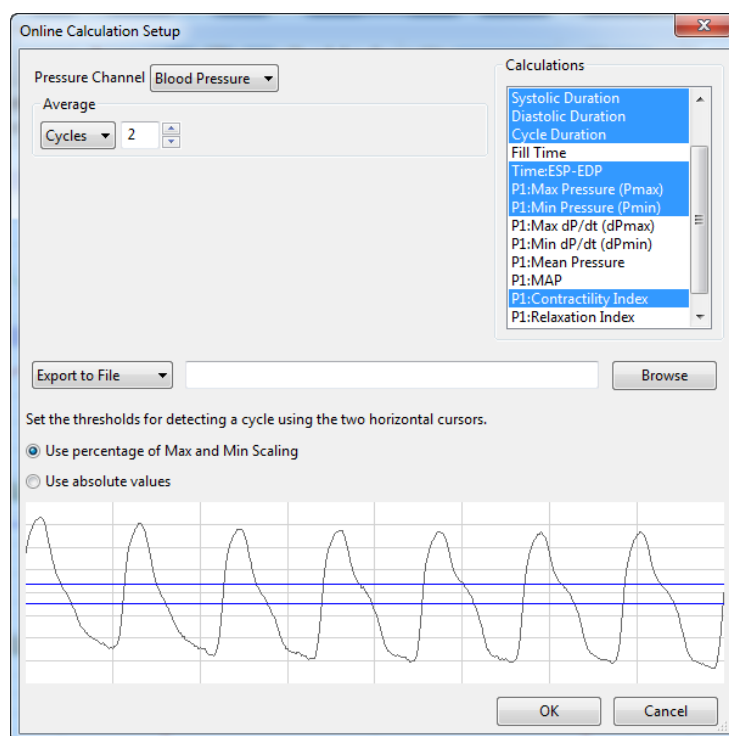 Online Calculation Setup
Pressure Channel Blood Pressure
Average
Cycles 2
Calculations
Systolic Duration
Diastolic Duration
Cycle Duration
Fill Time
Time:ESP-EDP
P1:Max Pressure (Pmax)
P1:Min Pressure (Pmin)
P1:Max dP/dt (dPmax)
P1:Min dP/dt (dPmin)
P1:Mean Pressure
P1:MAP
P1:Contractility Index
P1:Relaxation Index
Export to File Browse
Set the thresholds for detecting a cycle using the two horizontal cursors.
Use percentage of Max and Min Scaling
Use absolute values
OK Cancel